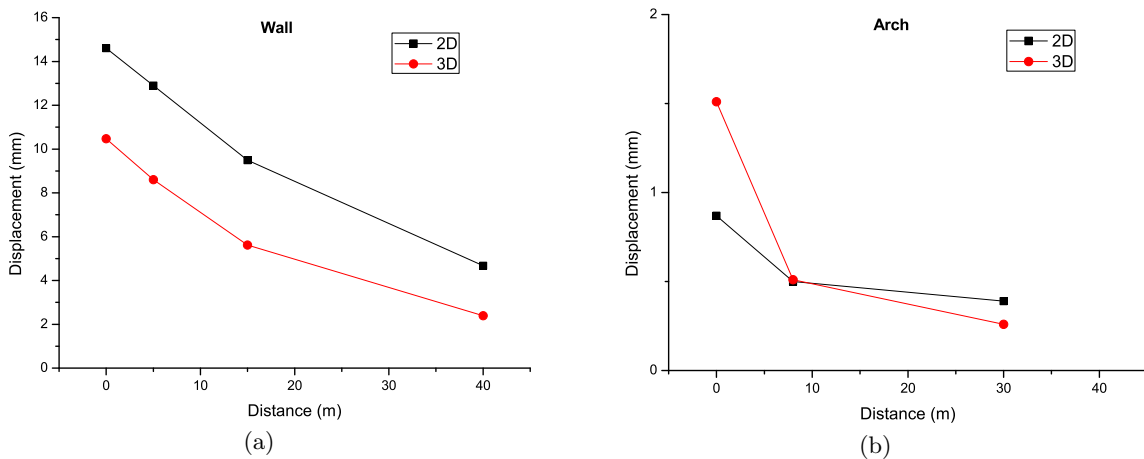 Wall
2D
3D
16
14
12
10
8
6
4
2
0
Displacement (mm)
0 10 20 30 40
Distance (m)
(a)
Arch
2D
3D
2
1
0
Displacement (mm)
0 10 20 30 40
Distance (m)
(b)